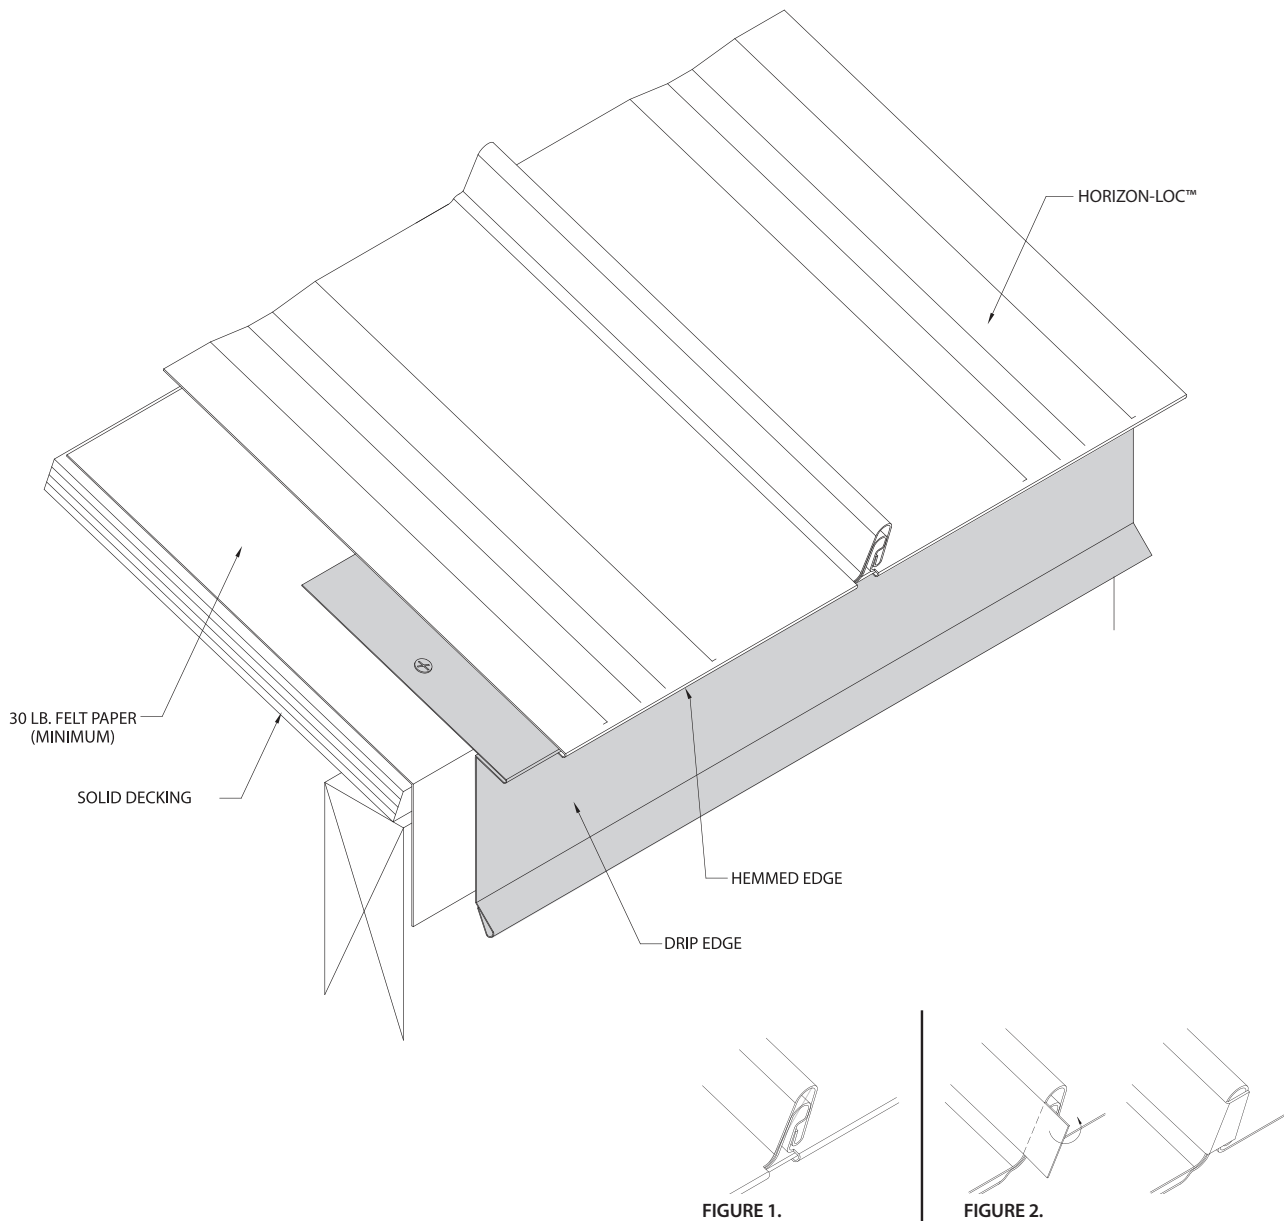 HORIZON-LOC™
30 LB. FELT PAPER
(MINIMUM)
SOLID DECKING
HEMMED EDGE
DRIP EDGE
FIGURE 1.
FIGURE 2.